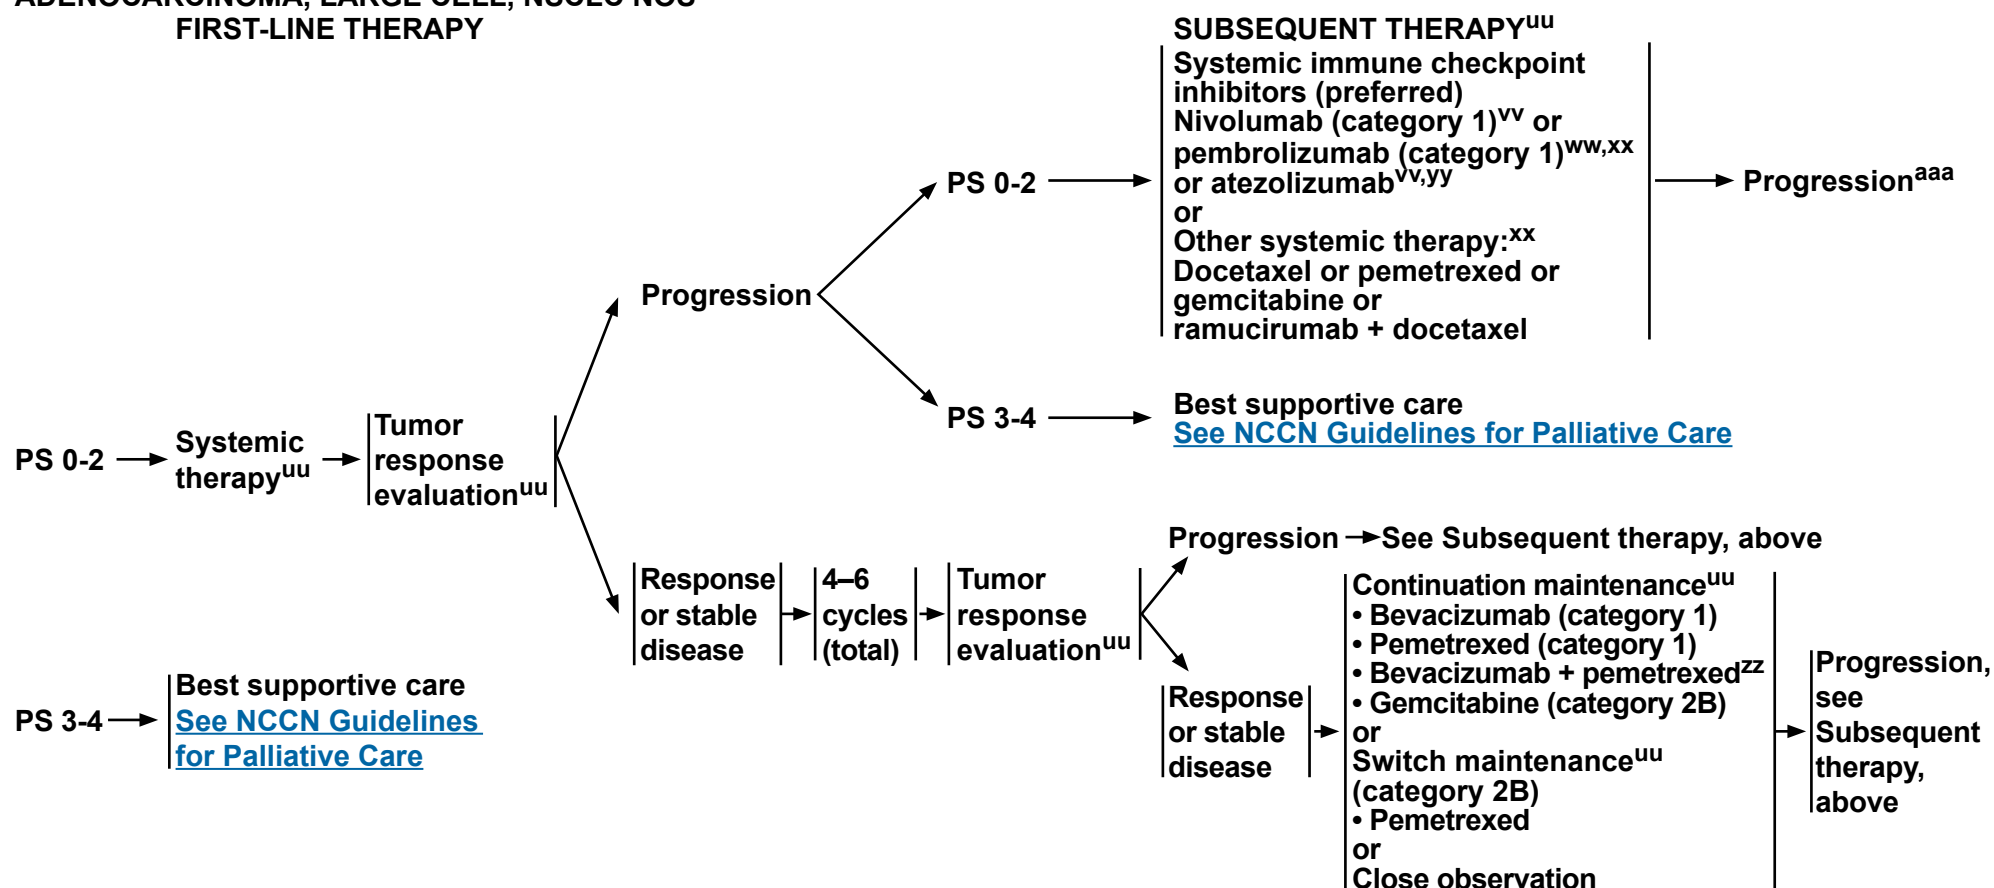 ADENOCARCINOMA, LARGE CELL, NSCLC NOS
FIRST-LINE THERAPY
SUBSEQUENT THERAPYuu
Systemic immune checkpoint
inhibitors (preferred)
Nivolumab (category 1)vv or
pembrolizumab (category 1)ww,xx
or atezolizumabvv,yy
or
Other systemic therapy:xx
Docetaxel or pemetrexed or
gemcitabine or
ramucirumab + docetaxel
PS 0-2
Progressionaaa
Progression
PS 3-4
Best supportive care
See NCCN Guidelines for Palliative Care
PS 0-2
Systemic
therapyuu
Tumor
response
evaluationuu
Response
or stable
disease
4–6
cycles
(total)
Tumor
response
evaluationuu
Progression
See Subsequent therapy, above
Response
or stable
disease
Continuation maintenanceuu
• Bevacizumab (category 1)
• Pemetrexed (category 1)
• Bevacizumab + pemetrexedzz
• Gemcitabine (category 2B)
or
Switch maintenanceuu
(category 2B)
• Pemetrexed
or
Close observation
Progression,
see
Subsequent
therapy,
above
PS 3-4
Best supportive care
See NCCN Guidelines
for Palliative Care